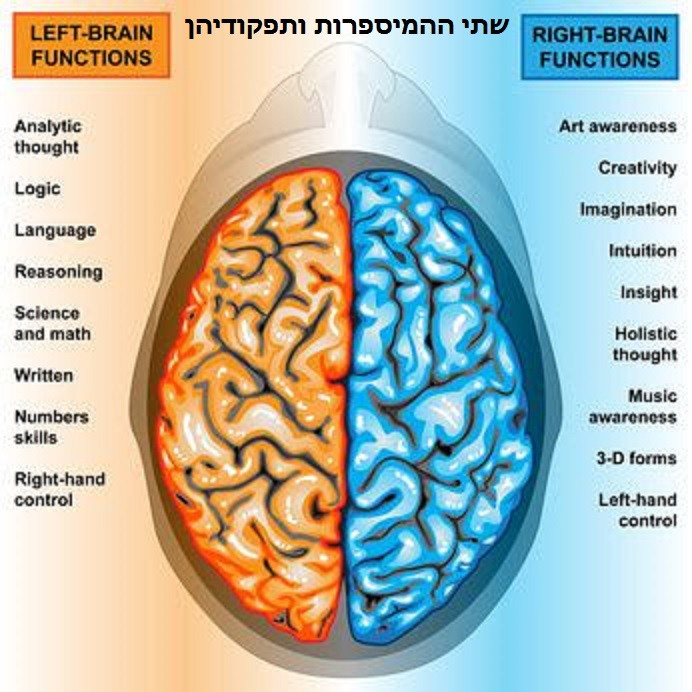 שתי ההמיספרות ותפקודיהן
LEFT-BRAIN
FUNCTIONS
Analytic
thought
Logic
Language
Reasoning
Science
and math
Written
Numbers
skills
Right-hand
control
RIGHT-BRAIN
FUNCTIONS
Art awareness
Creativity
Imagination
Intuition
Insight
Holistic
thought
Music
awareness
3-D forms
Left-hand
control